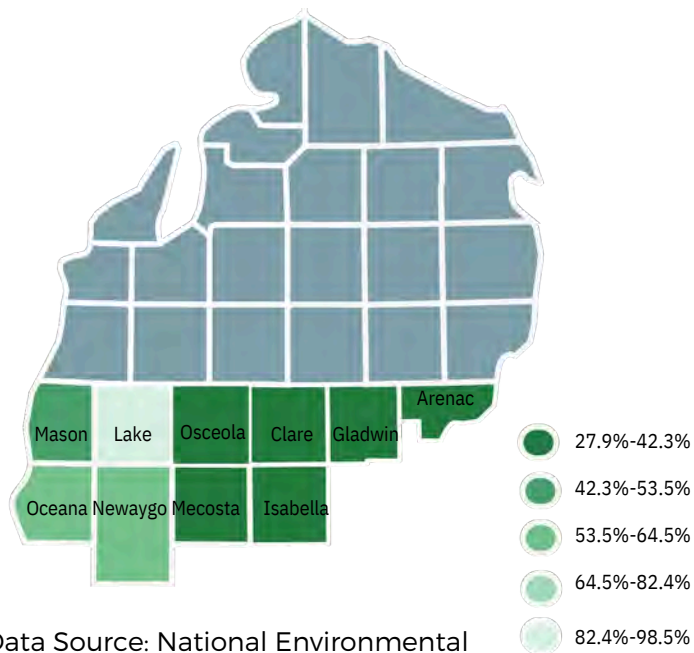 Arenac
Mason Lake Osceola Clare Gladwin
Oceana Newaygo Mecosta Isabella
27.9%-42.3%
42.3%-53.5%
53.5%-64.5%
64.5%-82.4%
82.4%-98.5%
Data Source: National Environmental